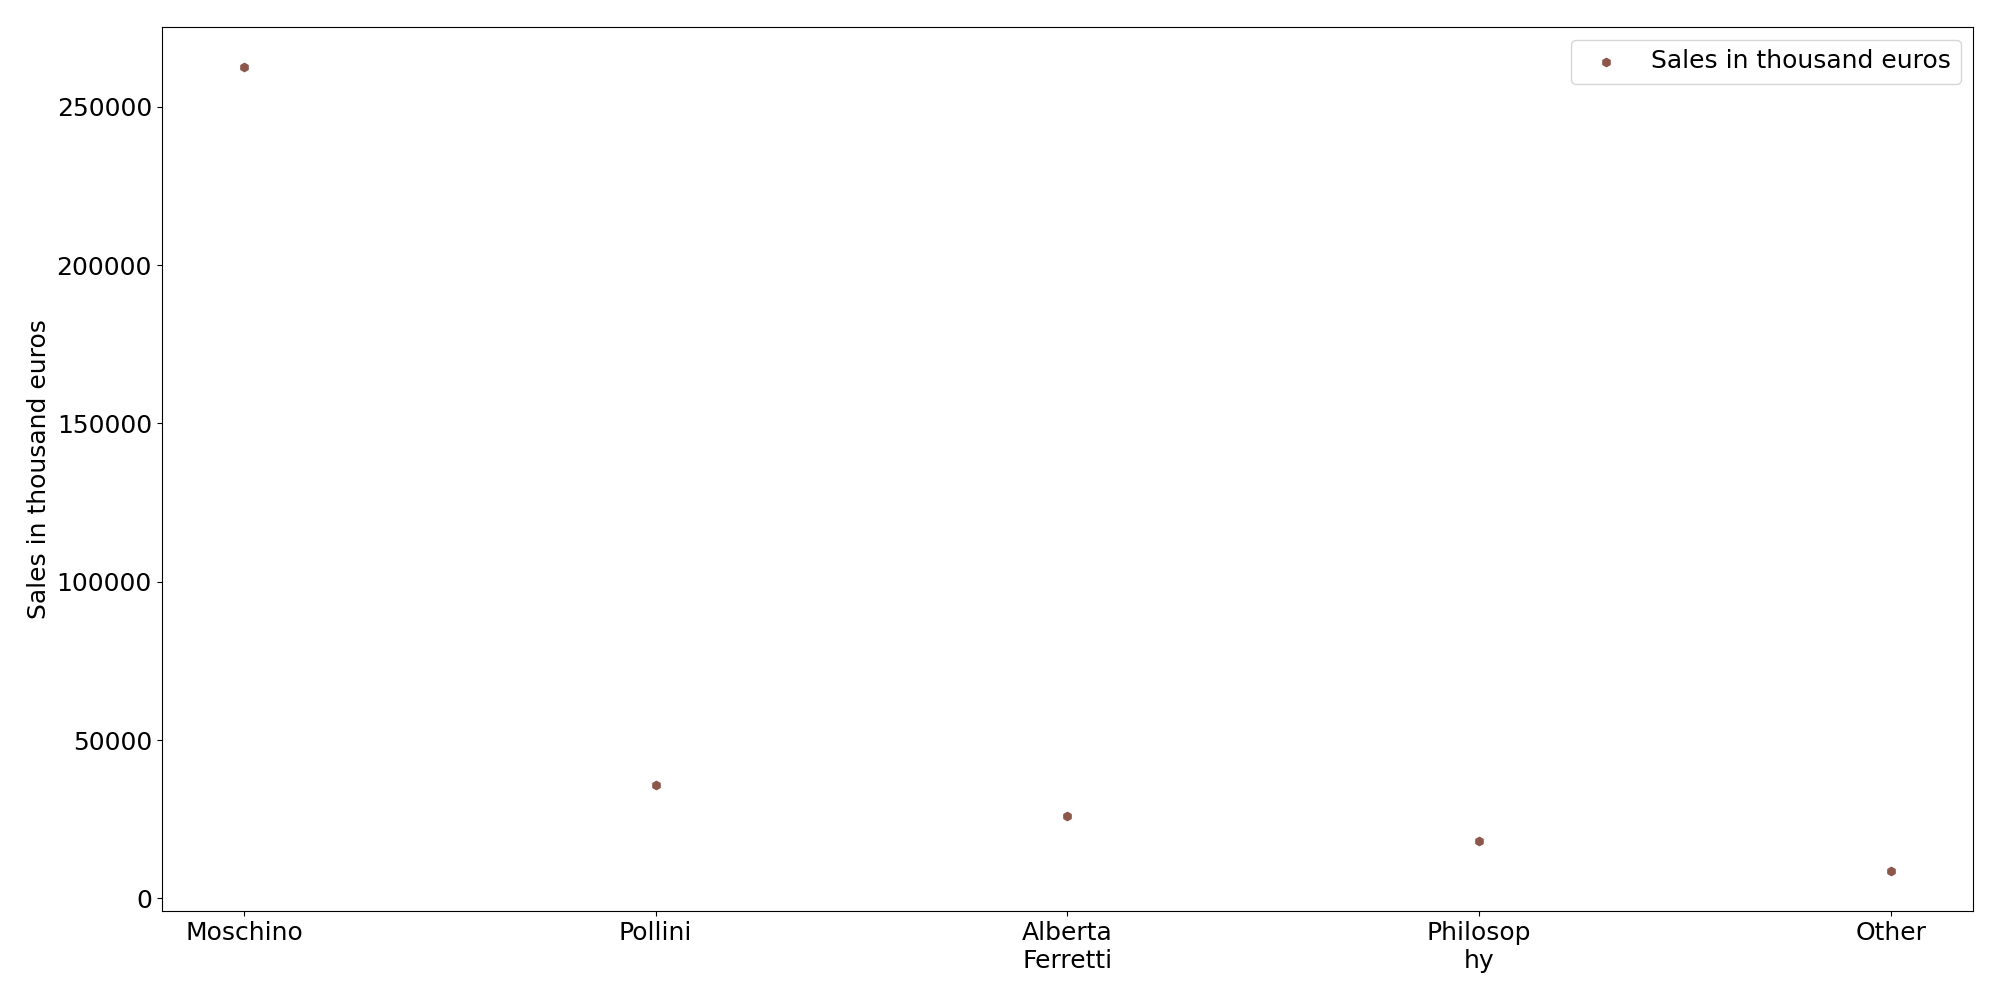 Sales in thousand euros
250000
200000
150000
100000
50000
0
Sales in thousand euros
Moschino
Pollini
Alberta
Ferretti
Philosop
hy
Other